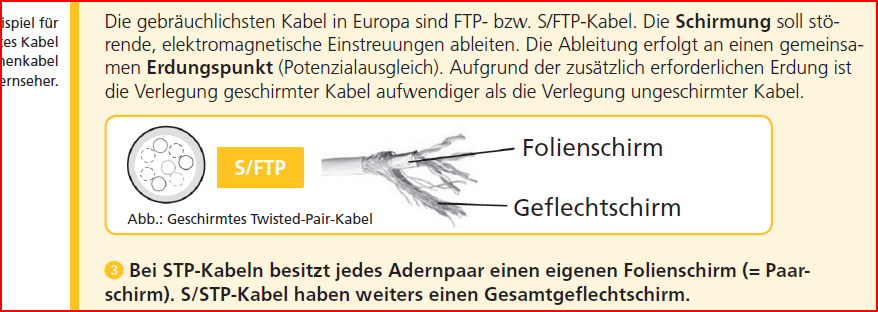 ispiel für
tes Kabel
nenkabel
ernseher.
Die gebräuchlichsten Kabel in Europa sind FTP- bzw. S/FTP-Kabel. Die Schirmung soll stö-
rende, elektromagnetische Einstreuungen ableiten. Die Ableitung erfolgt an einen gemeinsa-
men Erdungspunkt (Potenzialausgleich). Aufgrund der zusätzlich erforderlichen Erdung ist
die Verlegung geschirmter Kabel aufwendiger als die Verlegung ungeschirmter Kabel.
S/FTP
Folienschirm
Geflechtschirm
Abb.: Geschirmtes Twisted-Pair-Kabel
3 Bei STP-Kabeln besitzt jedes Adernpaar einen eigenen Folienschirm (= Paar-
schirm). S/STP-Kabel haben weiters einen Gesamtgeflechtschirm.